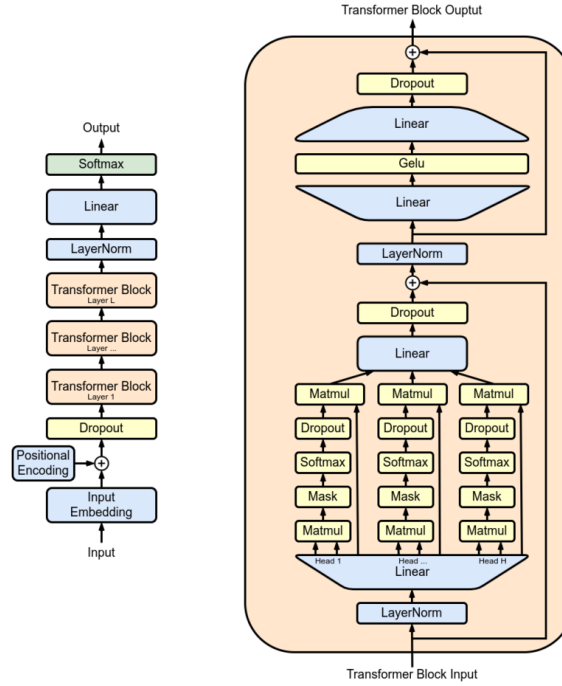 Output
Softmax
Linear
LayerNorm
Transformer Block
Layer L
Transformer Block
Layer ...
Transformer Block
Layer 1
Dropout
Positional
Encoding
+
Input
Embedding
Input
Transformer Block Ouptut
+
Dropout
Linear
Gelu
Linear
LayerNorm
+
Dropout
Linear
Matmul Matmul Matmul
Dropout Dropout Dropout
Softmax Softmax Softmax
Mask Mask Mask
Matmul Matmul Matmul
Head 1 Head ... Head H
Linear
LayerNorm
Transformer Block Input